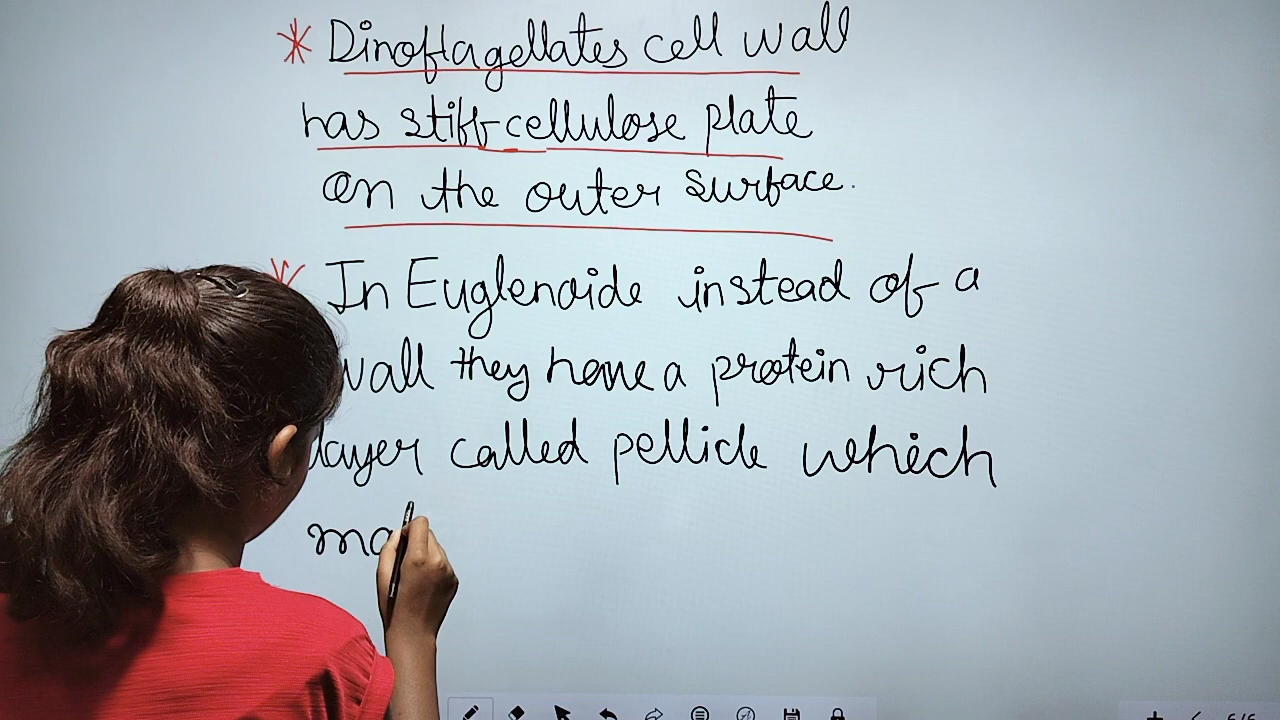 * Dinoflagellates cell wall
has stiff cellulose plate
on the outer surface.
* In Euglenoide instead of a
wall they have a protein rich
layer called pellicle which
ma